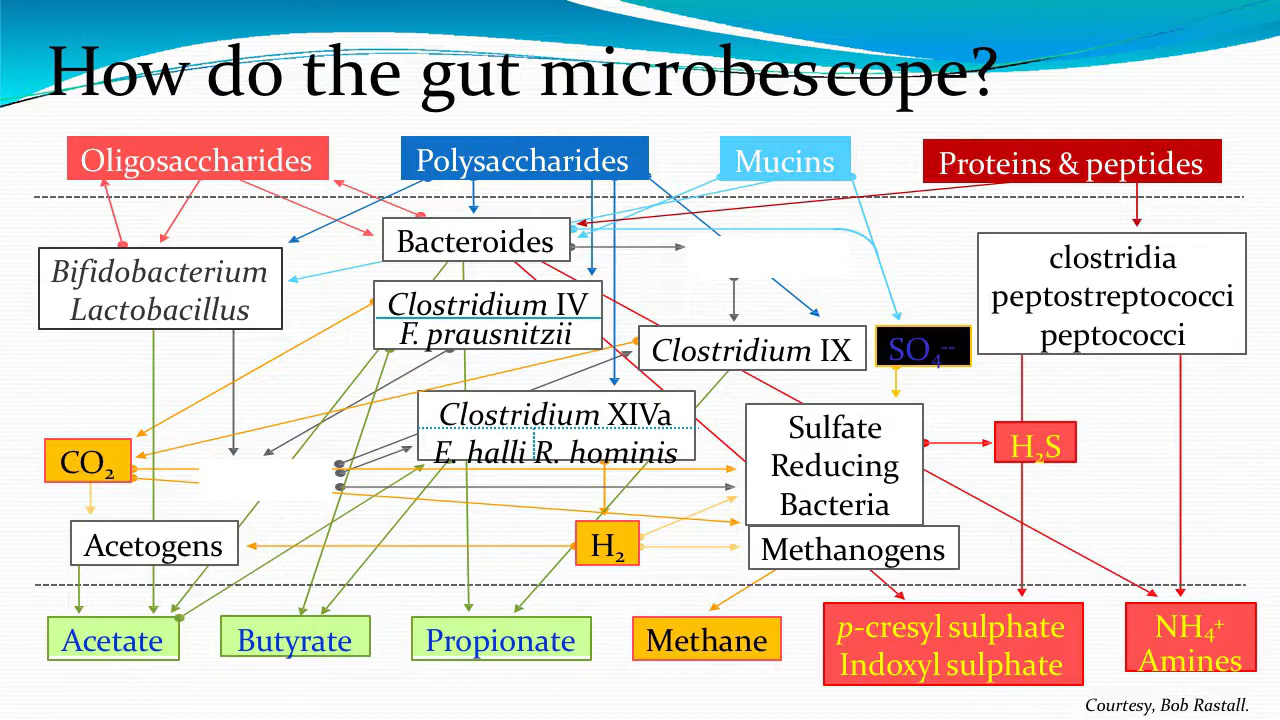 How do the gut microbes cope?
Oligosaccharides
Polysaccharides
Mucins
Proteins & peptides
Bacteroides
Bifidobacterium
Lactobacillus
Clostridium IV
F. prausnitzii
Clostridium IX
SO₄⁻⁻
clostridia
peptostreptococci
peptococci
Clostridium XIVa
E. halli R. hominis
Sulfate
Reducing
Bacteria
H₂S
CO₂
Acetogens
H₂
Methanogens
Acetate
Butyrate
Propionate
Methane
p-cresyl sulphate
Indoxyl sulphate
NH₄⁺
Amines
Courtesy, Bob Rastall.